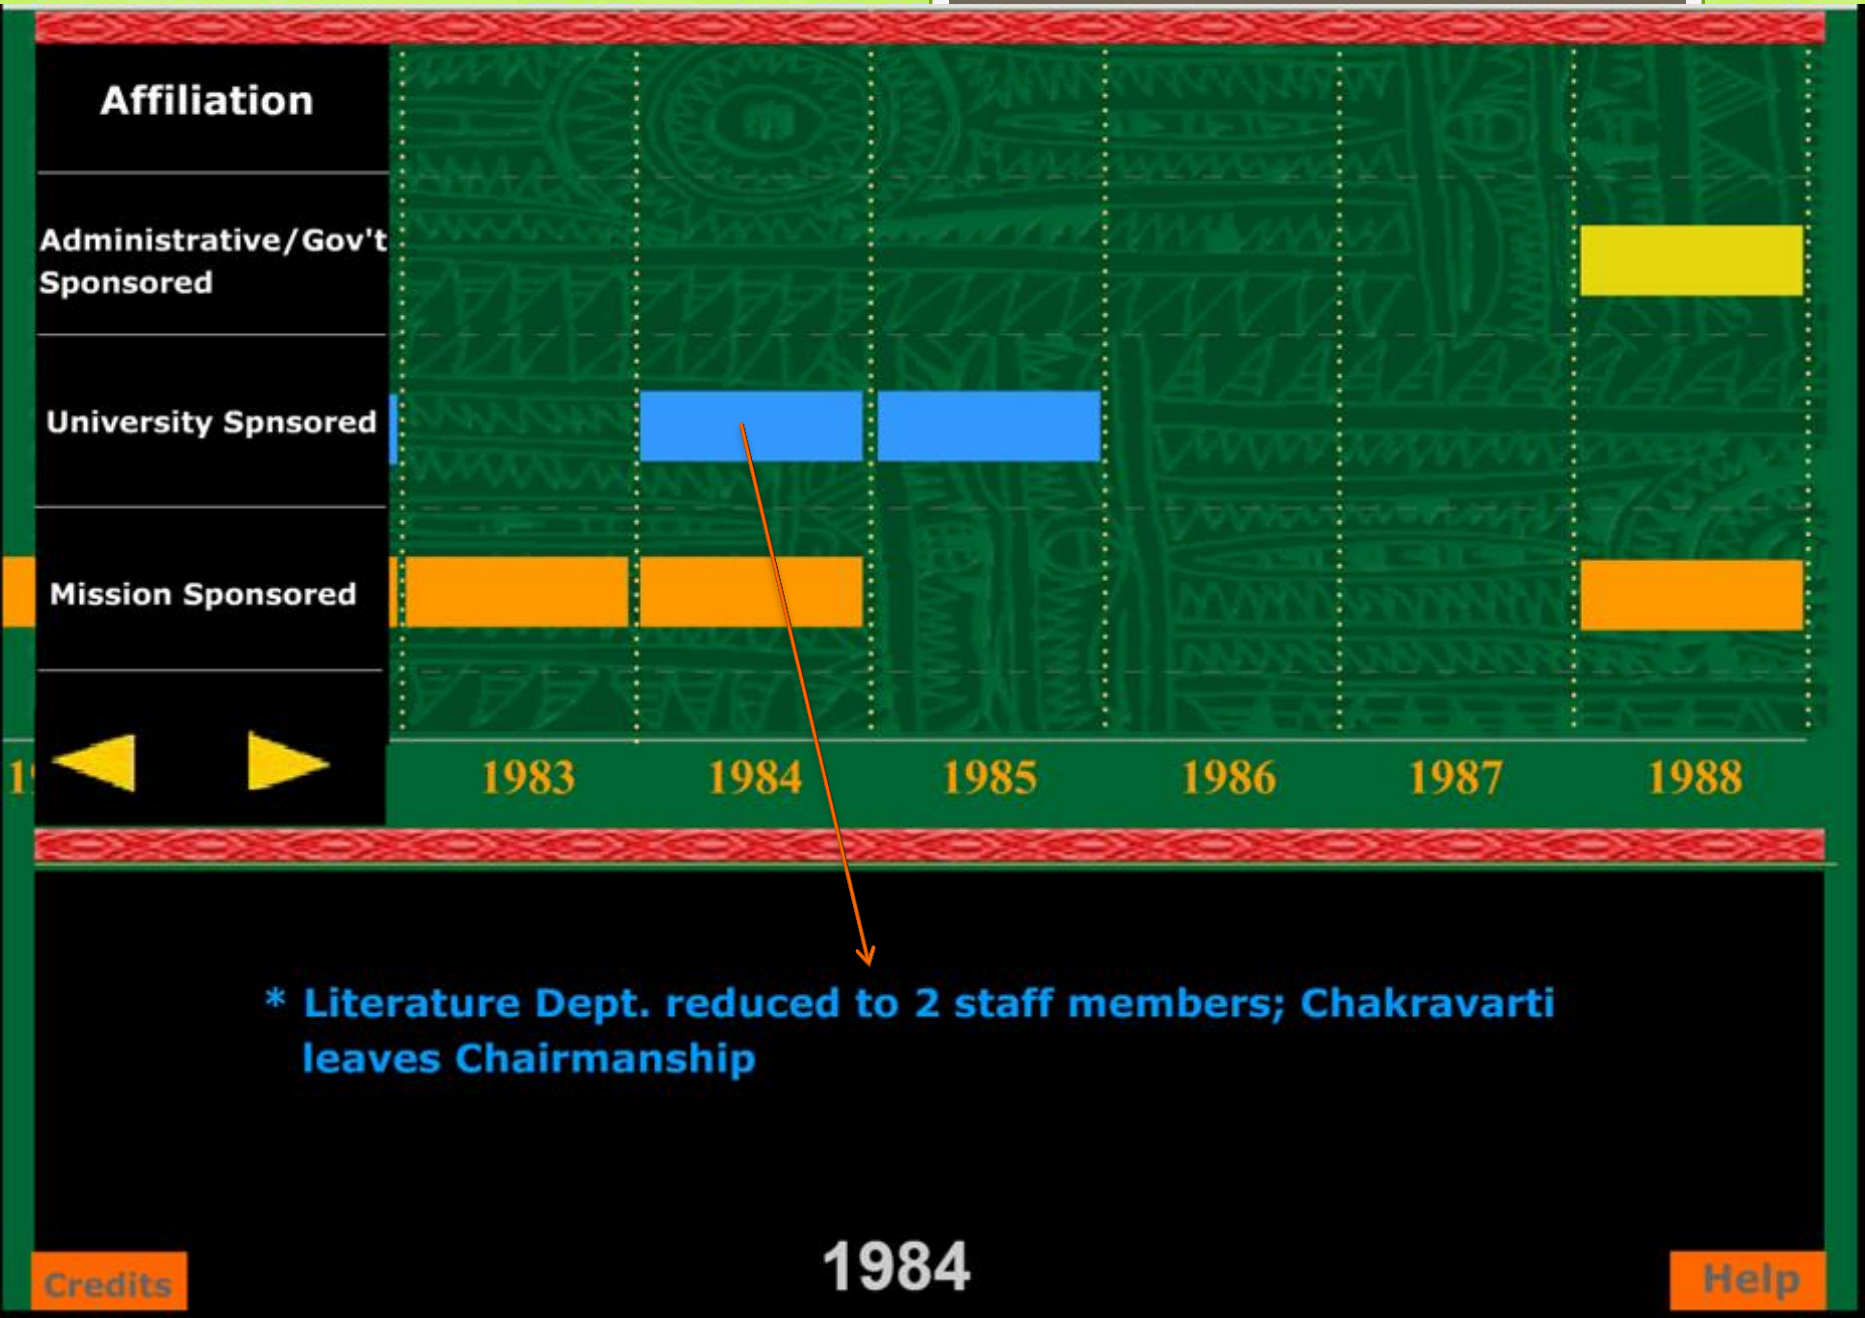 Affiliation
Administrative/Gov't
Sponsored
University Spnsored
Mission Sponsored
1983 1984 1985 1986 1987 1988
* Literature Dept. reduced to 2 staff members; Chakravarti
leaves Chairmanship
1984
Credits
Help